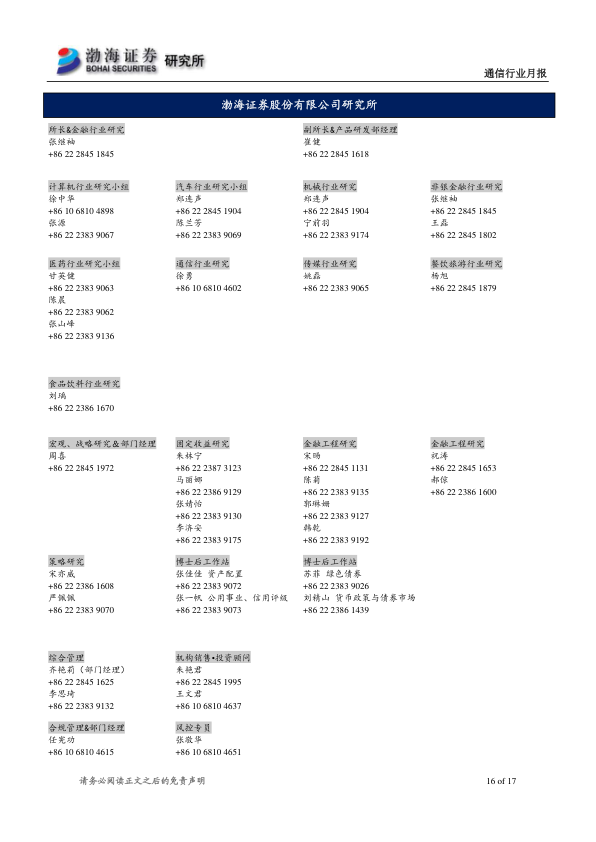 渤海证券
BOHAI SECURITIES
研究所
通信行业月报
渤海证券股份有限公司研究所
所长&金融行业研究
张继袖
+86 22 2845 1845
副所长&产品研发部经理
崔健
+86 22 2845 1618
计算机行业研究小组
徐中华
+86 10 6810 4898
张源
+86 22 2383 9067
汽车行业研究小组
郑连声
+86 22 2845 1904
陈兰芳
+86 22 2383 9069
机械行业研究
郑连声
+86 22 2845 1904
宁前羽
+86 22 2383 9174
非银金融行业研究
张继袖
+86 22 2845 1845
王磊
+86 22 2845 1802
医药行业研究小组
甘英健
+86 22 2383 9063
陈晨
+86 22 2383 9062
张山峰
+86 22 2383 9136
通信行业研究
徐勇
+86 10 6810 4602
传媒行业研究
姚磊
+86 22 2383 9065
餐饮旅游行业研究
杨旭
+86 22 2845 1879
食品饮料行业研究
刘瑀
+86 22 2386 1670
宏观、战略研究＆部门经理
周喜
+86 22 2845 1972
固定收益研究
朱林宁
+86 22 2387 3123
马丽娜
+86 22 2386 9129
张婧怡
+86 22 2383 9130
李济安
+86 22 2383 9175
金融工程研究
宋旸
+86 22 2845 1131
陈菊
+86 22 2383 9135
郭琳姗
+86 22 2383 9127
韩乾
+86 22 2383 9192
金融工程研究
祝涛
+86 22 2845 1653
郝倞
+86 22 2386 1600
策略研究
宋亦威
+86 22 2386 1608
严佩佩
+86 22 2383 9070
博士后工作站
张佳佳 资产配置
+86 22 2383 9072
张一帆 公用事业、信用评级
+86 22 2383 9073
博士后工作站
苏菲 绿色债券
+86 22 2383 9026
刘精山 货币政策与债券市场
+86 22 2386 1439
综合管理
齐艳莉（部门经理）
+86 22 2845 1625
李思琦
+86 22 2383 9132
机构销售•投资顾问
朱艳君
+86 22 2845 1995
王文君
+86 10 6810 4637
合规管理&部门经理
任宪功
+86 10 6810 4615
风控专员
张敬华
+86 10 6810 4651
请务必阅读正文之后的免责声明
16 of 17